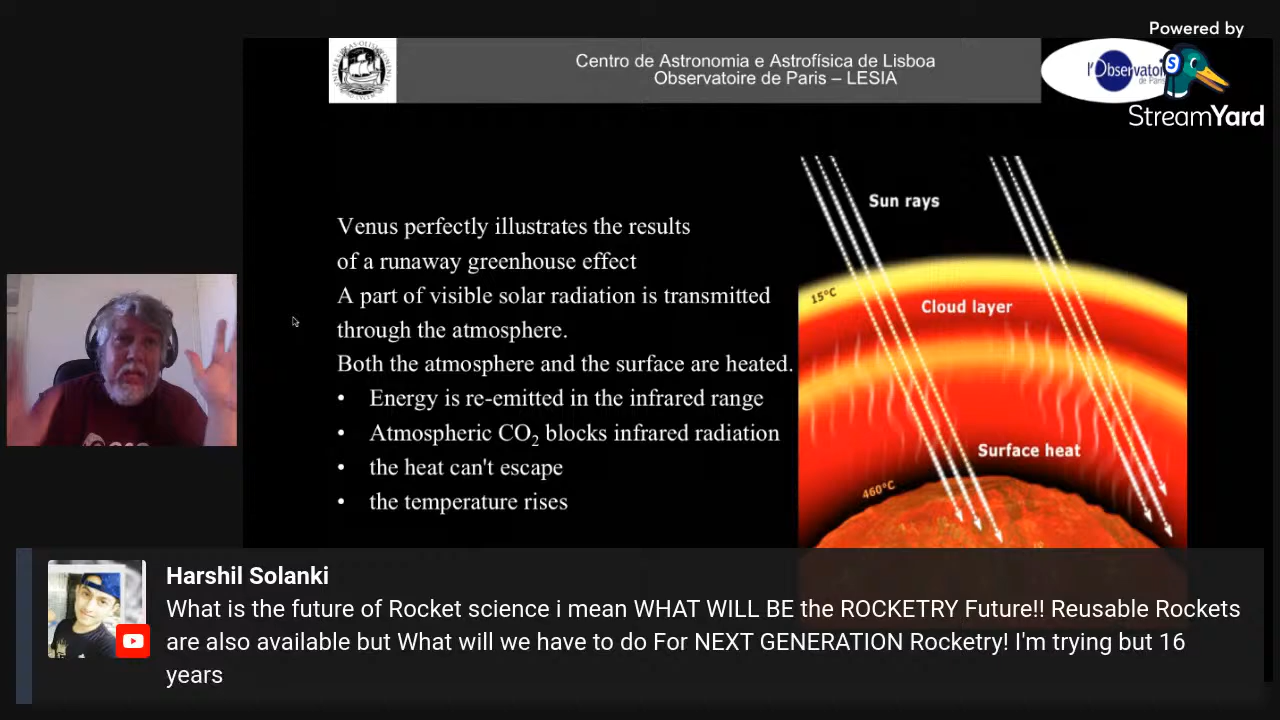 Powered by
StreamYard
Centro de Astronomia e Astrofísica de Lisboa
Observatoire de Paris – LESIA
l'Observatoire
de Paris
Venus perfectly illustrates the results
of a runaway greenhouse effect
A part of visible solar radiation is transmitted
through the atmosphere.
Both the atmosphere and the surface are heated.
• Energy is re-emitted in the infrared range
• Atmospheric CO₂ blocks infrared radiation
• the heat can't escape
• the temperature rises
Sun rays
15°C
Cloud layer
Surface heat
460°C
Harshil Solanki
What is the future of Rocket science i mean WHAT WILL BE the ROCKETRY Future!! Reusable Rockets
are also available but What will we have to do For NEXT GENERATION Rocketry! I'm trying but 16
years